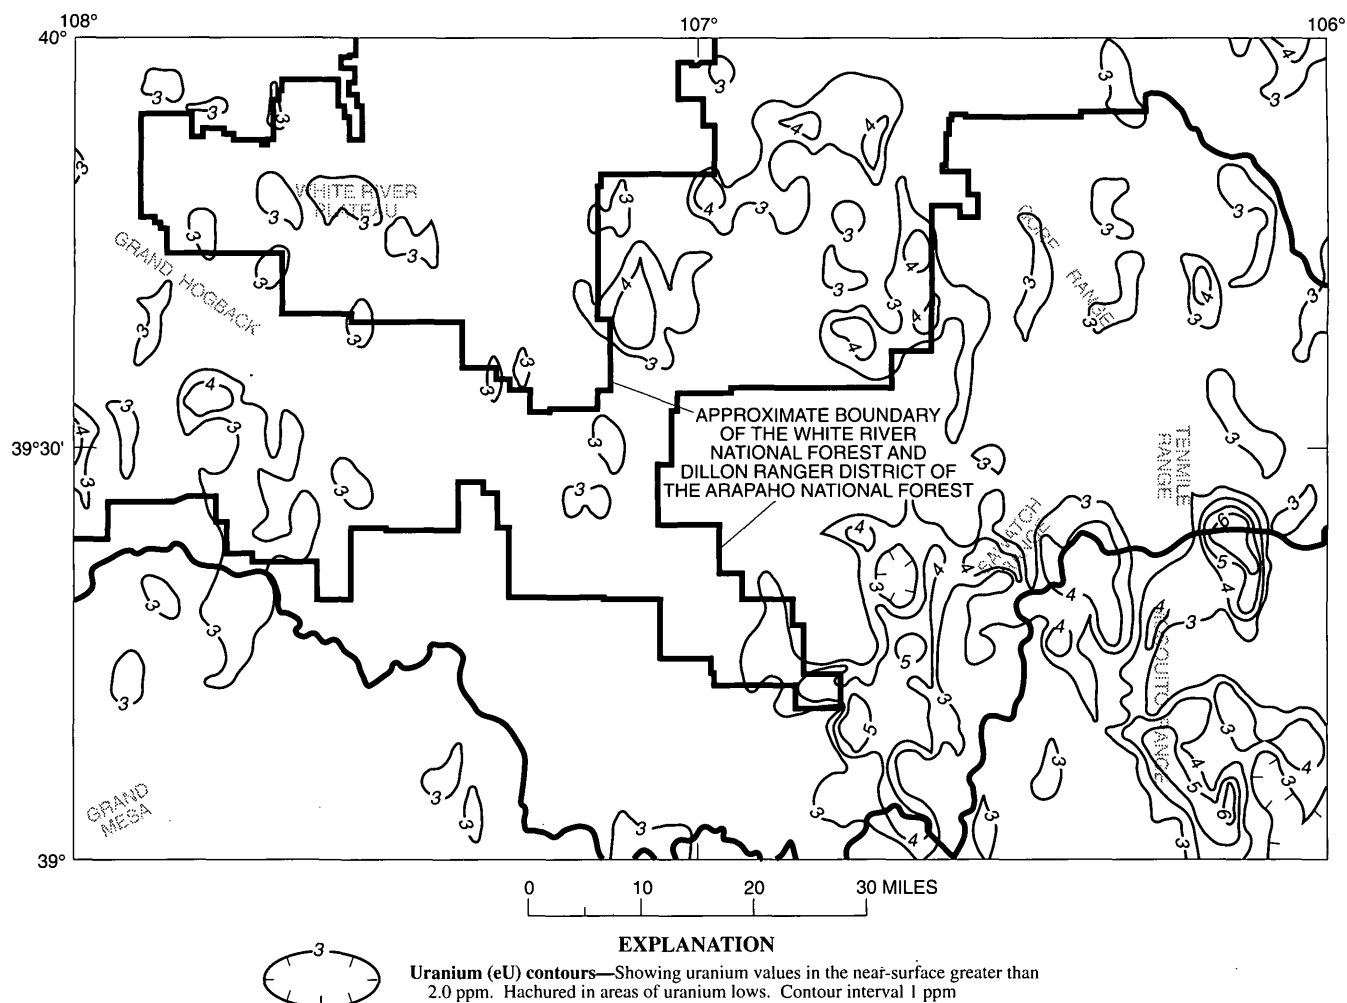 108°
107°
106°
40°
WHITE RIVER
PLATEAU
GRAND HOGBACK
GORE RANGE
39°30'
APPROXIMATE BOUNDARY
OF THE WHITE RIVER
NATIONAL FOREST AND
DILLON RANGER DISTRICT OF
THE ARAPAHO NATIONAL FOREST
TENMILE
RANGE
SAWATCH
RANGE
MOSQUITO RANGE
GRAND
MESA
39°
0 10 20 30 MILES
EXPLANATION
3
Uranium (eU) contours—Showing uranium values in the near-surface greater than
2.0 ppm. Hachured in areas of uranium lows. Contour interval 1 ppm